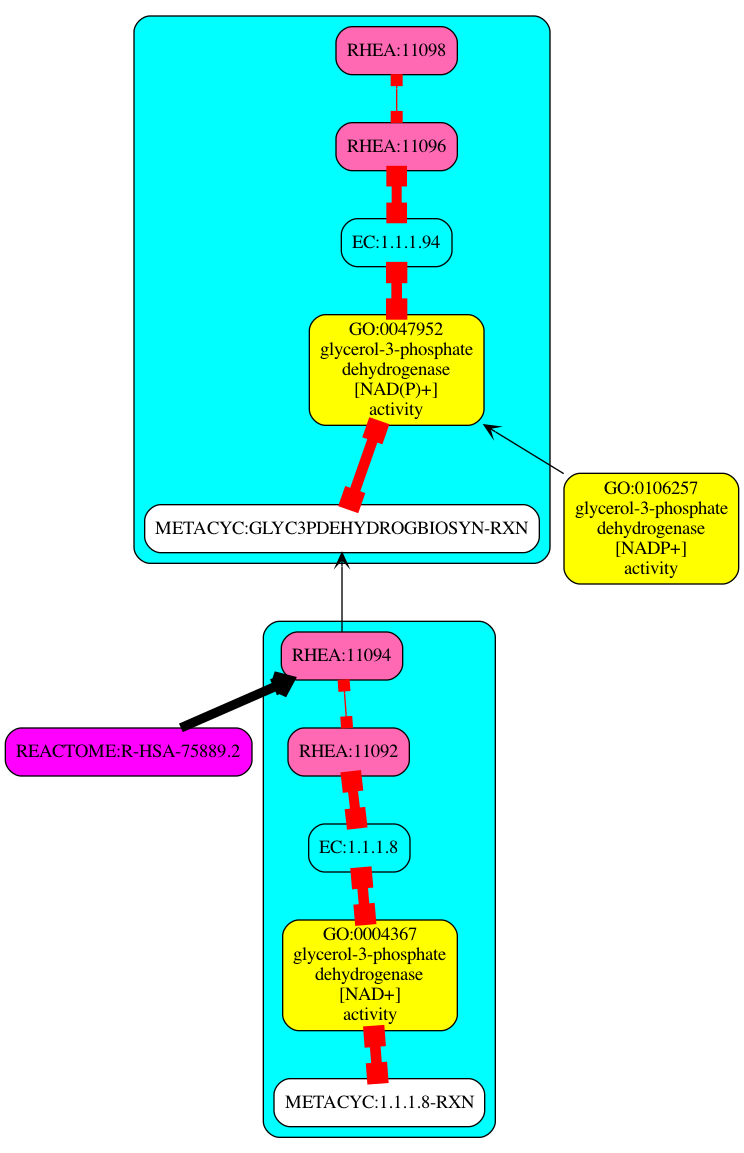 RHEA:11098
RHEA:11096
EC:1.1.1.94
GO:0047952
glycerol-3-phosphate
dehydrogenase
[NAD(P)+]
activity
GO:0106257
glycerol-3-phosphate
dehydrogenase
[NADP+]
activity
METACYC:GLYC3PDEHYDROGBIOSYN-RXN
RHEA:11094
REACTOME:R-HSA-75889.2
RHEA:11092
EC:1.1.1.8
GO:0004367
glycerol-3-phosphate
dehydrogenase
[NAD+]
activity
METACYC:1.1.1.8-RXN